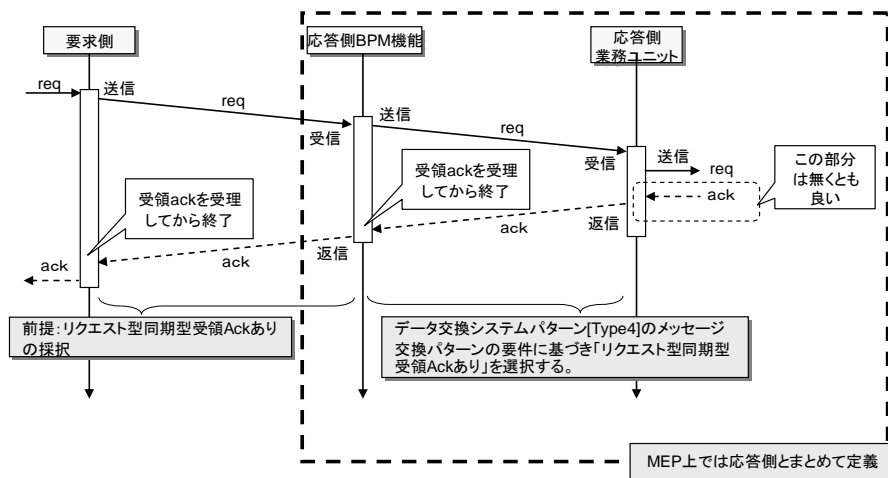 要求側
応答側BPM機能
応答側
業務ユニット
req
送信
req
受信
送信
req
受信
送信
req
ack
この部分
は無くとも
良い
受領ackを受理
してから終了
受領ackを受理
してから終了
返信
ack
返信
ack
ack
前提：リクエスト型同期型受領Ackあり
の採択
データ交換システムパターン[Type4]のメッセージ
交換パターンの要件に基づき「リクエスト型同期型
受領Ackあり」を選択する。
MEP上では応答側とまとめて定義